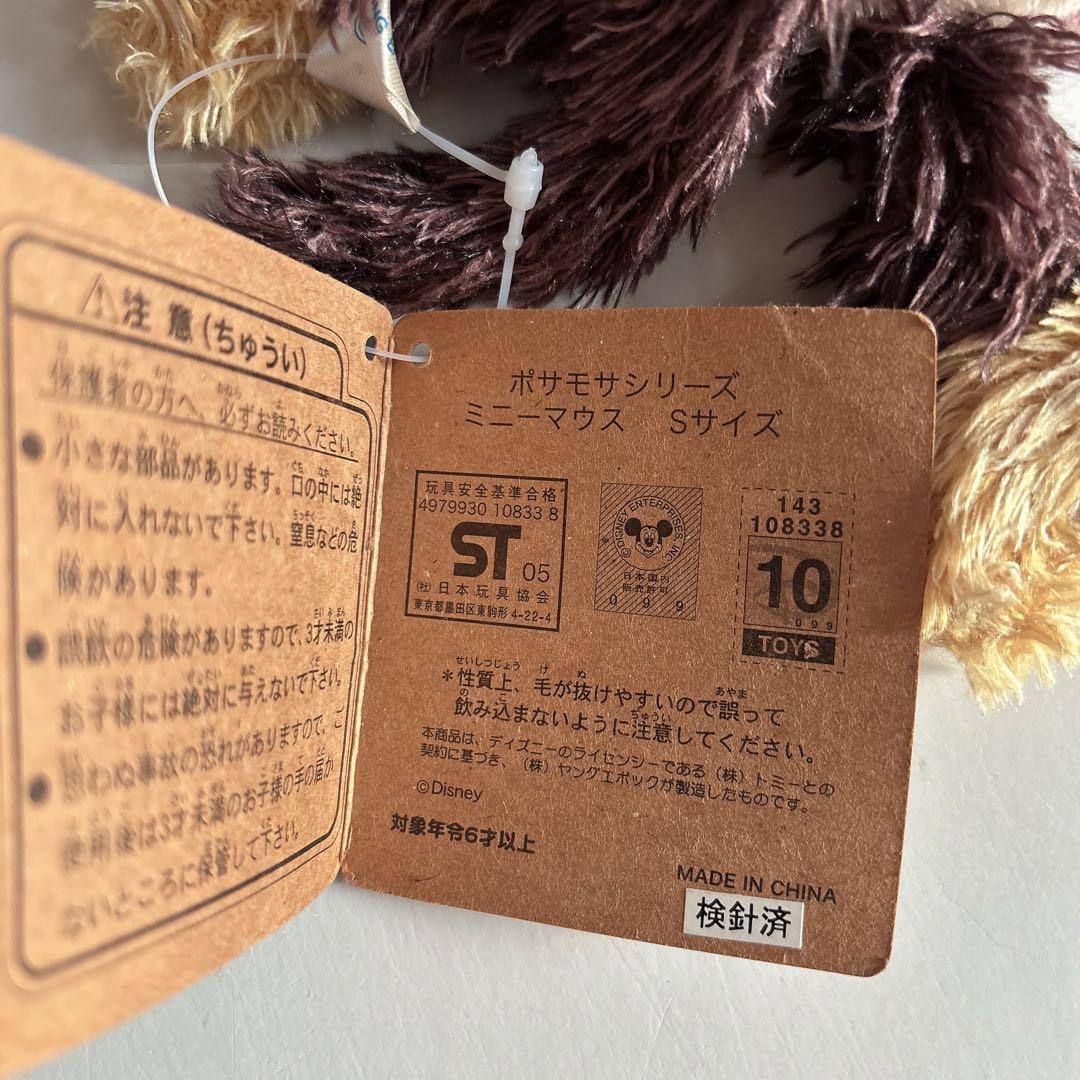 ⚠注意(ちゅうい)
保護者の方へ、必ずお読みください。
●小さな部品があります。口の中には絶
対に入れないで下さい。窒息などの危
険があります。
●誤飲の危険がありますので、3才未満の
お子様には絶対に与えないで下さい。
●思わぬ事故の恐れがありますので、ご
使用後は3才未満のお子様の手の届か
ないところに保管して下さい。
ポサモサシリーズ
ミニーマウス Sサイズ
玩具安全基準合格
4979930 10833 8
ST 05
(社)日本玩具協会
東京都墨田区東駒形 4-22-4
©DISNEY ENTERPRISES, INC.
日本国内
販売許可
099
143
108338
10
099
TOYS
*性質上、毛が抜けやすいので誤って
飲み込まないように注意してください。
本商品は、ディズニーのライセンシーである(株)トミーとの
契約に基づき、(株)ヤングエポックが製造したものです。
©Disney
対象年令6才以上
MADE IN CHINA
検針済